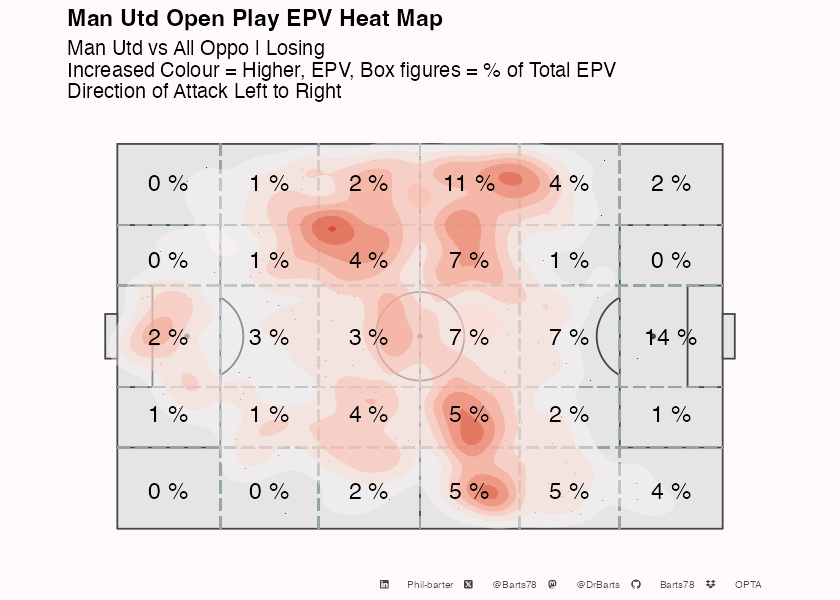 Man Utd Open Play EPV Heat Map
Man Utd vs All Oppo | Losing
Increased Colour = Higher, EPV, Box figures = % of Total EPV
Direction of Attack Left to Right
0 % 1 % 2 % 11 % 4 % 2 %
0 % 1 % 4 % 7 % 1 % 0 %
2 % 3 % 3 % 7 % 7 % 14 %
1 % 1 % 4 % 5 % 2 % 1 %
0 % 0 % 2 % 5 % 5 % 4 %
Phil-barter @Barts78 @DrBarts Barts78 OPTA